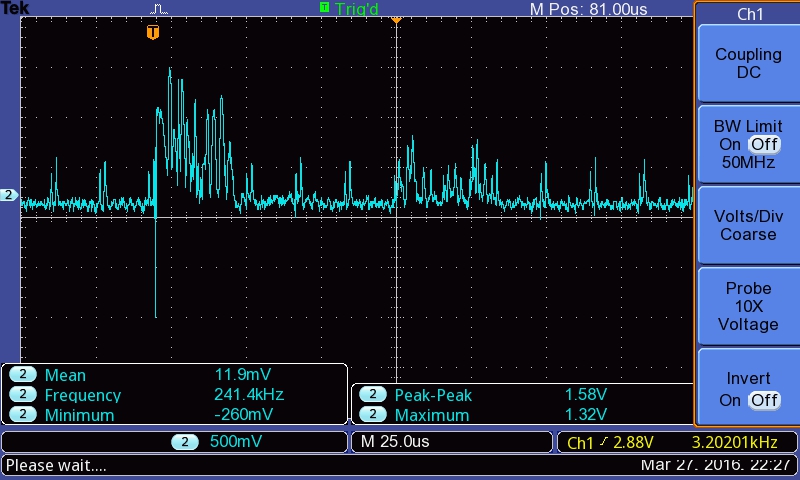 Tek
T Trig'd
M Pos: 81.00us
Ch1
T
Coupling
DC
BW Limit
On Off
50MHz
2
Volts/Div
Coarse
Probe
10X
Voltage
Invert
On Off
2 Mean 11.9mV
2 Frequency 241.4kHz
2 Minimum -260mV
2 Peak-Peak 1.58V
2 Maximum 1.32V
2 500mV
M 25.0us
Ch1 / 2.88V 3.20201kHz
Please wait....
Mar 27, 2016, 22:27